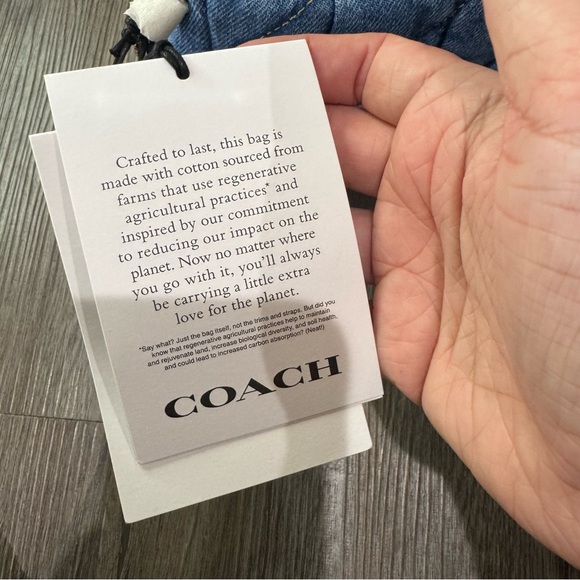 Crafted to last, this bag is
made with cotton sourced from
farms that use regenerative
agricultural practices* and
inspired by our commitment
to reducing our impact on the
planet. Now no matter where
you go with it, you'll always
be carrying a little extra
love for the planet.
*Say what? Just the bag itself, not the trims and straps. But did you
know that regenerative agricultural practices help to maintain
and rejuvenate land, increase biological diversity, and soil health,
and could lead to increased carbon absorption? (Neat!)
COACH